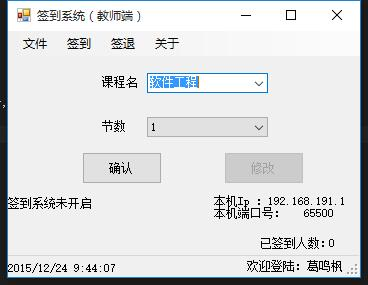 签到系统（教师端）
文件 签到 签退 关于
课程名 软件工程
节数 1
确认 修改
签到系统未开启
本机Ip：192.168.191.1
本机端口号： 65500
已签到人数:0
2015/12/24 9:44:07 欢迎登陆：葛鸣枫